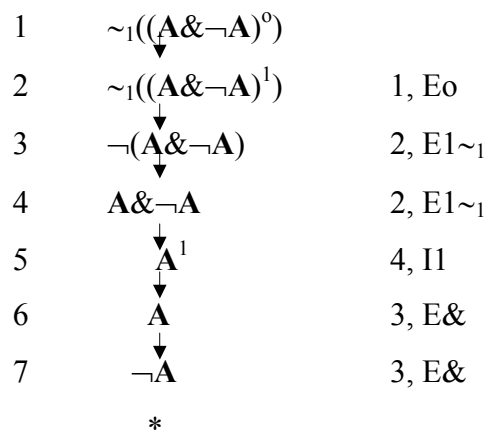 1 ∼₁((A&¬A)ᵒ)
2 ∼₁((A&¬A)¹) 1, Eo
3 ¬(A&¬A) 2, E1∼₁
4 A&¬A 2, E1∼₁
5 A¹ 4, I1
6 A 3, E&
7 ¬A 3, E&
*